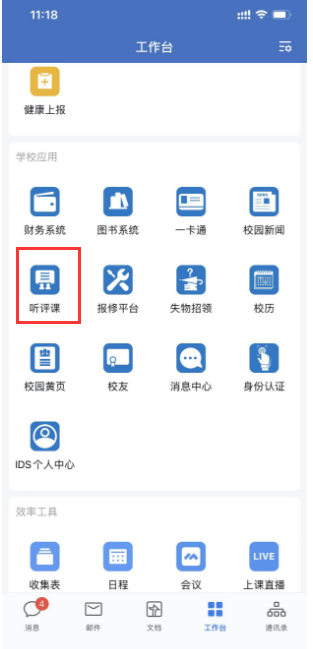 11:18
工作台
健康上报
学校应用
财务系统 图书系统 一卡通 校园新闻
听评课 报修平台 失物招领 校历
校园黄页 校友 消息中心 身份认证
IDS个人中心
效率工具
LIVE
收集表 日程 会议 上课直播
4
消息 邮件 文档 工作台 通讯录